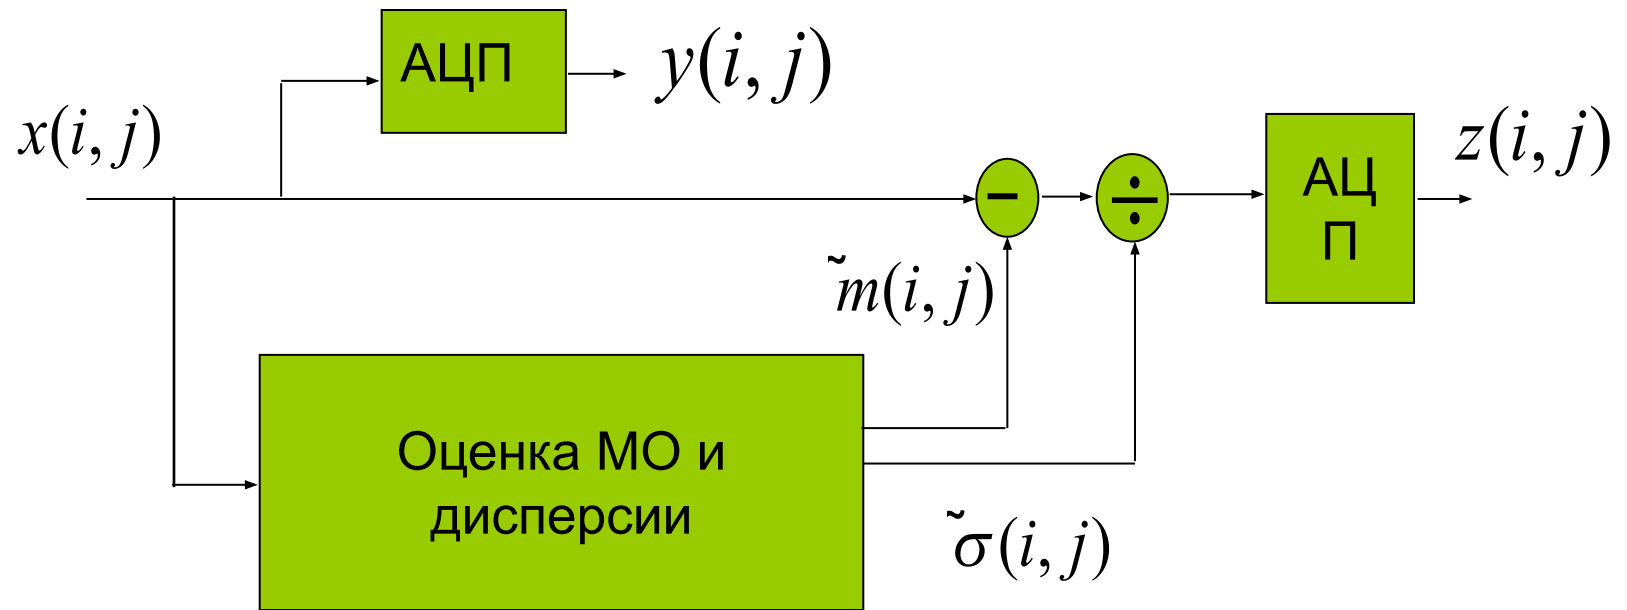 АЦП
y(i, j)
x(i, j)
−
÷
АЦ
П
z(i, j)
m̃(i, j)
Оценка МО и
дисперсии
σ̃(i, j)